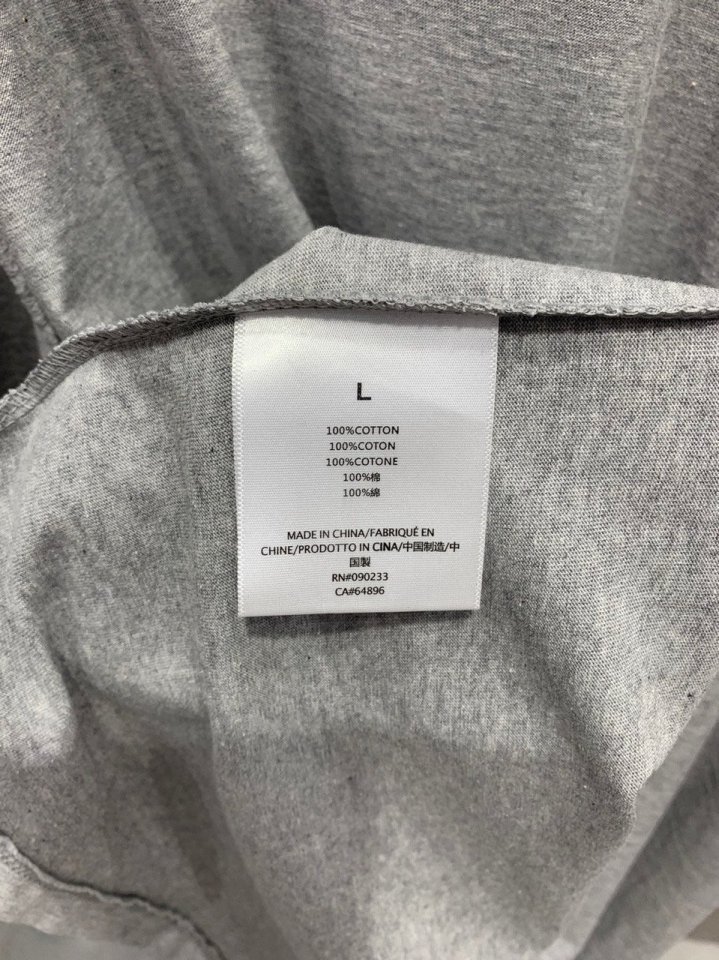 L
100%COTTON
100%COTON
100%COTONE
100%棉
100%綿
MADE IN CHINA/FABRIQUÉ EN
CHINE/PRODOTTO IN CINA/中国制造/中
国製
RN#090233
CA#64896